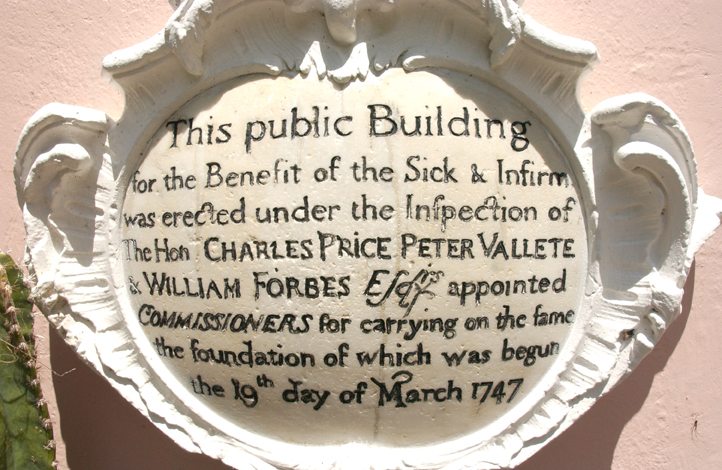 This public Building
for the Benefit of the Sick & Infirm
was erected under the Inſpection of
The Hon CHARLES PRICE PETER VALLETE
& WILLIAM FORBES Eſqrs appointed
COMMISSIONERS for carrying on the ſame
the foundation of which was begun
the 19th day of March 1747